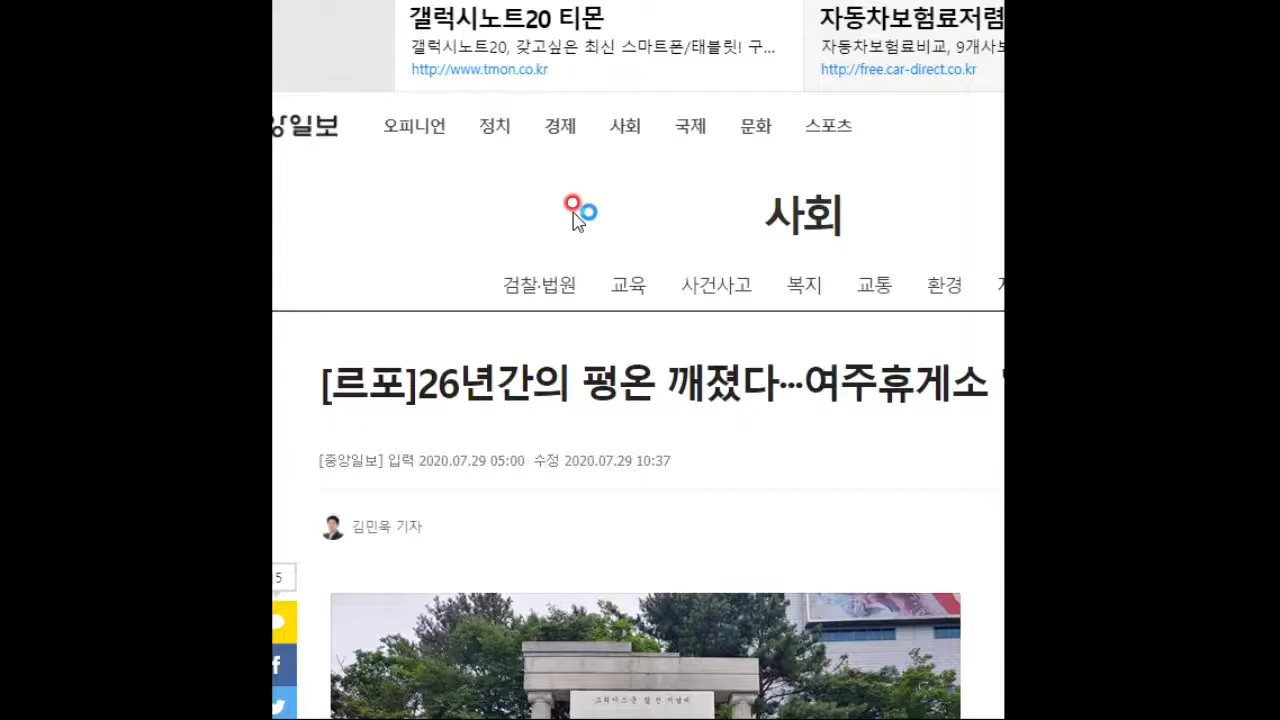 갤럭시노트20 티몬
갤럭시노트20, 갖고싶은 최신 스마트폰/태블릿! 구...
http://www.tmon.co.kr
자동차보험료저렴
자동차보험료비교, 9개사보
http://free.car-direct.co.kr
일보
오피니언 정치 경제 사회 국제 문화 스포츠
사회
검찰·법원 교육 사건사고 복지 교통 환경
[르포]26년간의 평온 깨졌다···여주휴게소
[중앙일보] 입력 2020.07.29 05:00 수정 2020.07.29 10:37
김민욱 기자
5